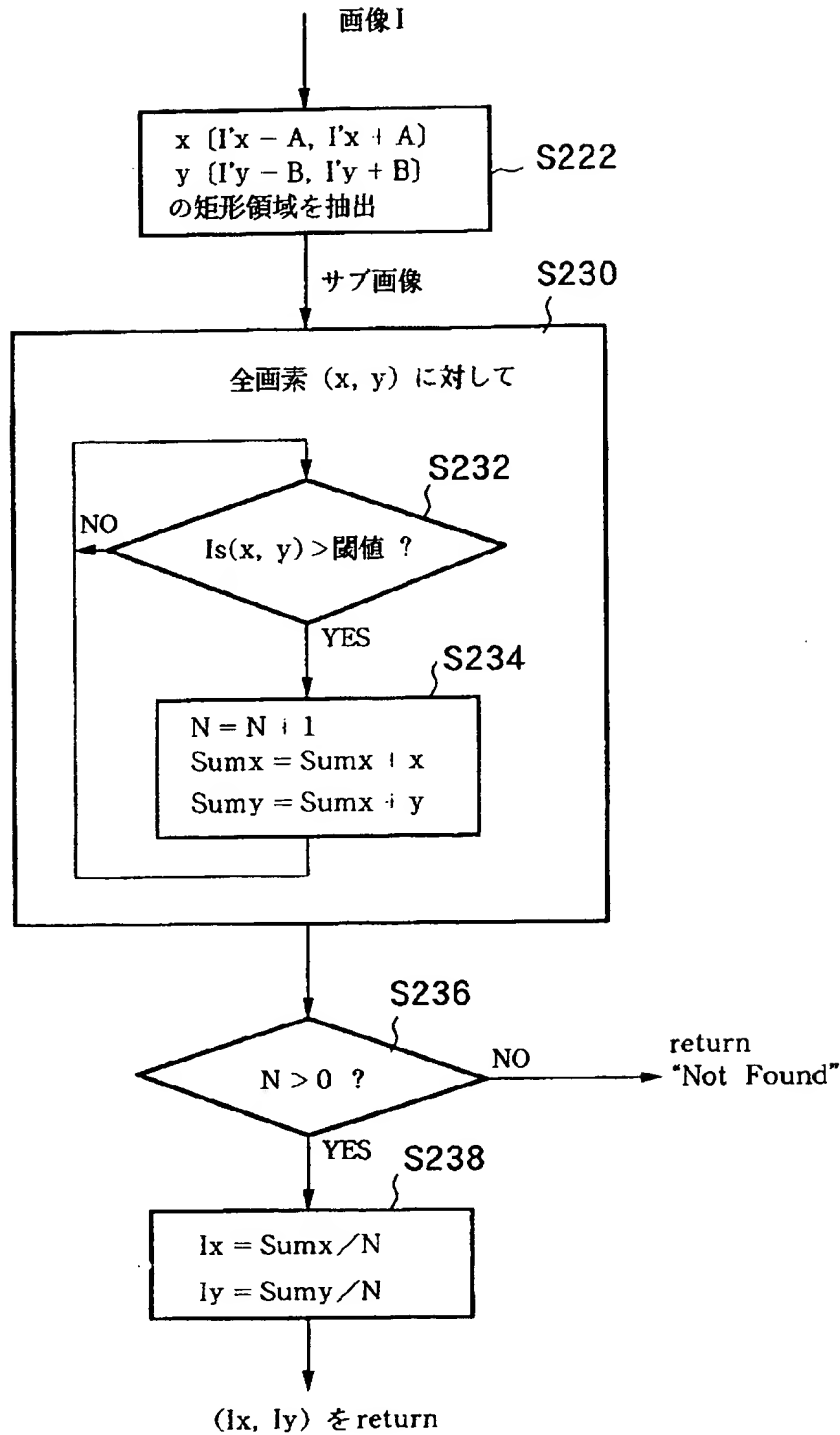 画像I
x〔I'x − A, I'x + A〕
y〔I'y − B, I'y + B〕
の矩形領域を抽出
S222
サブ画像
S230
全画素 (x, y) に対して
S232
NO
Is(x, y) > 閾値 ?
YES
S234
N = N + 1
Sumx = Sumx + x
Sumy = Sumx + y
S236
N > 0 ?
NO
return
"Not Found"
YES
S238
Ix = Sumx／N
Iy = Sumy／N
(Ix, Iy) をreturn